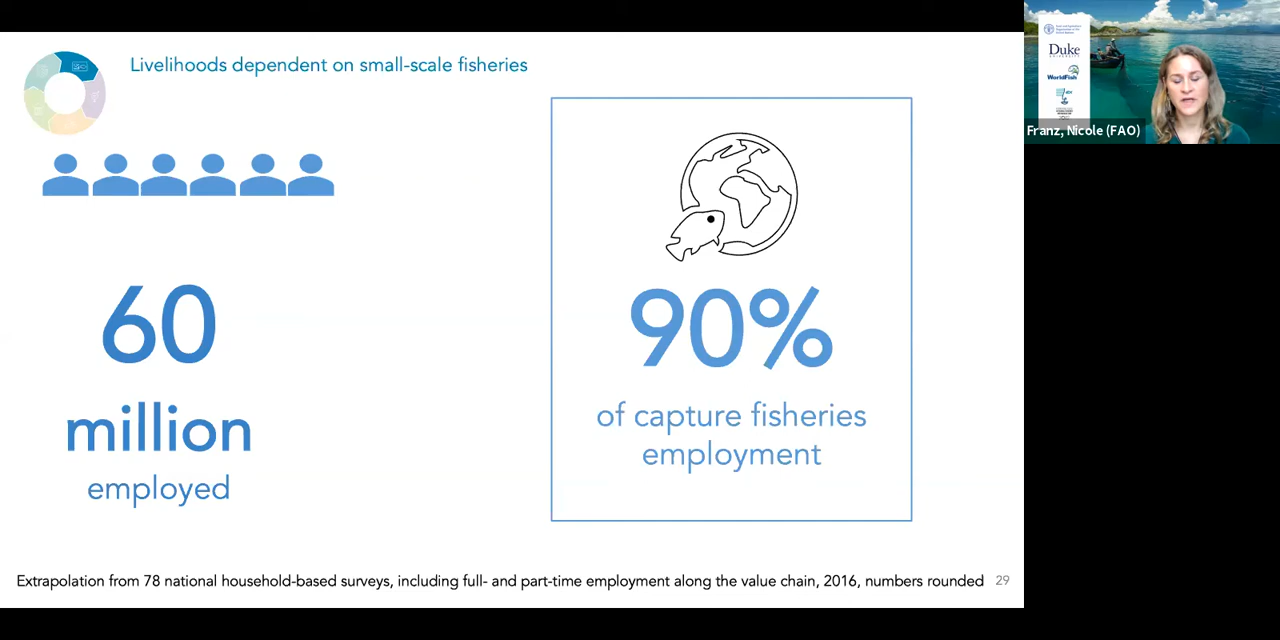 Livelihoods dependent on small-scale fisheries
60
million
employed
90%
of capture fisheries
employment
Extrapolation from 78 national household-based surveys, including full- and part-time employment along the value chain, 2016, numbers rounded
29
Duke
WorldFish
Franz, Nicole (FAO)